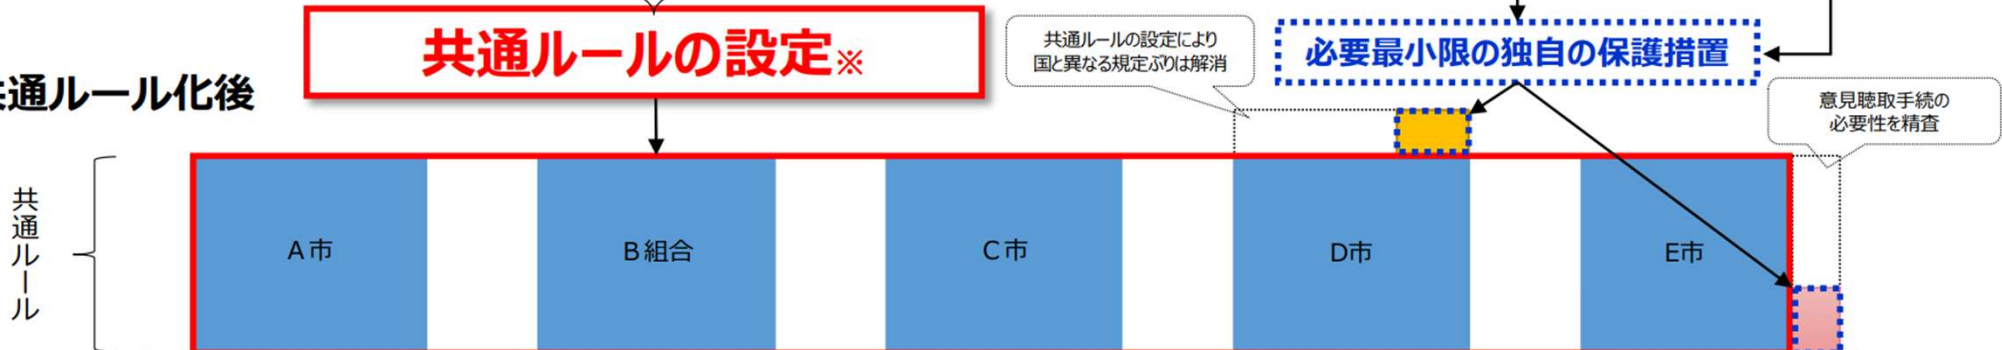 共通ルールの設定※
共通ルールの設定により
国と異なる規定ぶりは解消
必要最小限の独自の保護措置
通ルール化後
意見聴取手続の
必要性を精査
共通ルール
A市
B組合
C市
D市
E市